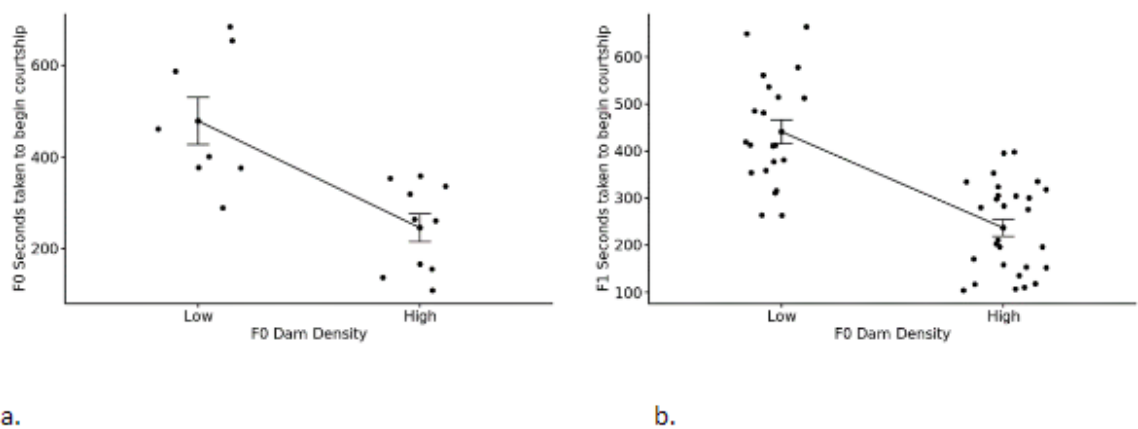 F0 Seconds taken to begin courtship
600
400
200
Low
High
F0 Dam Density
a.
F1 Seconds taken to begin courtship
600
500
400
300
200
100
Low
High
F0 Dam Density
b.